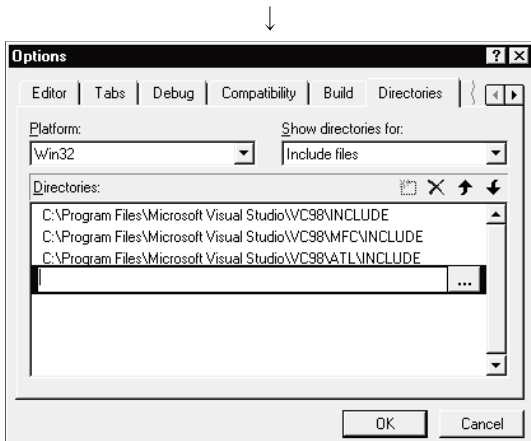 ↓
Options
Editor Tabs Debug Compatibility Build Directories
Platform: Show directories for:
Win32 Include files
Directories:
C:\Program Files\Microsoft Visual Studio\VC98\INCLUDE
C:\Program Files\Microsoft Visual Studio\VC98\MFC\INCLUDE
C:\Program Files\Microsoft Visual Studio\VC98\ATL\INCLUDE
...
OK Cancel